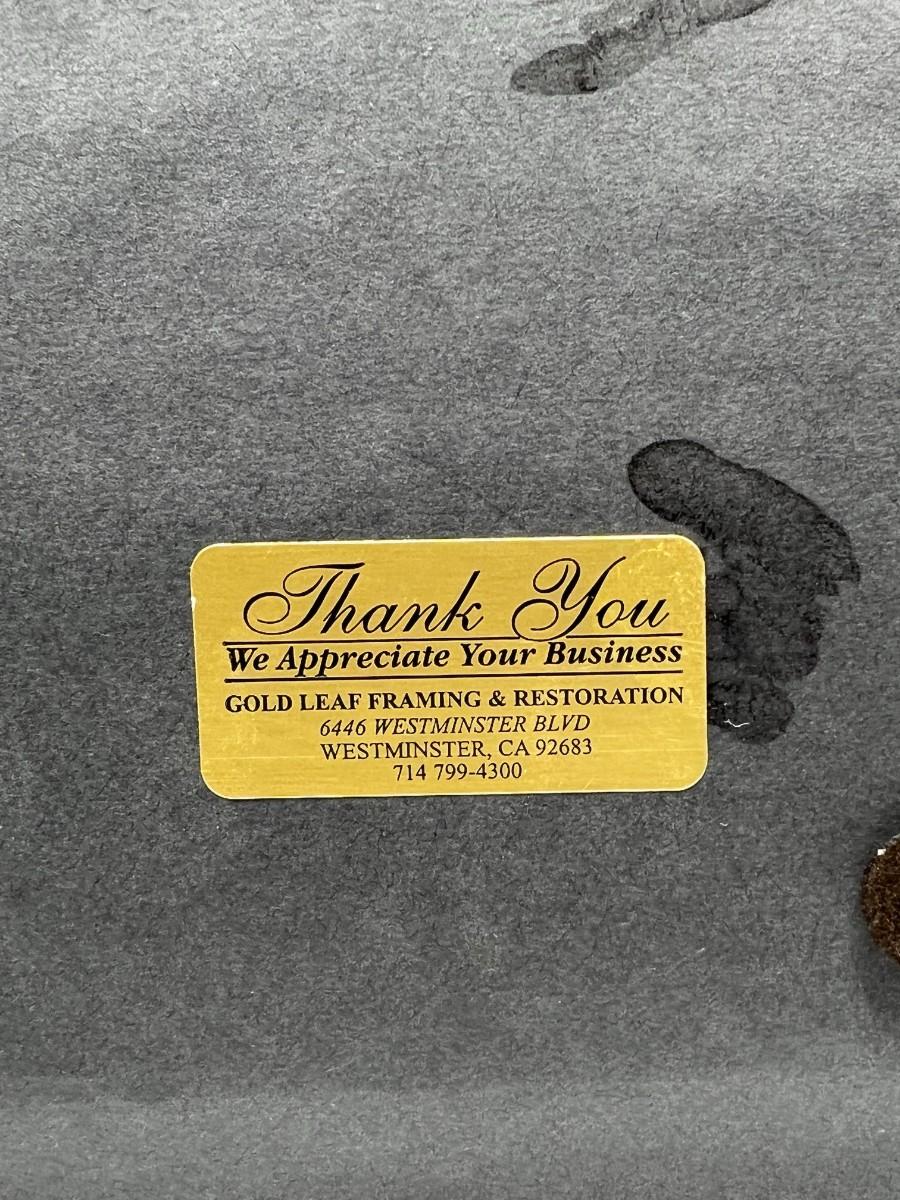 Thank You
We Appreciate Your Business
GOLD LEAF FRAMING & RESTORATION
6446 WESTMINSTER BLVD
WESTMINSTER, CA 92683
714 799-4300